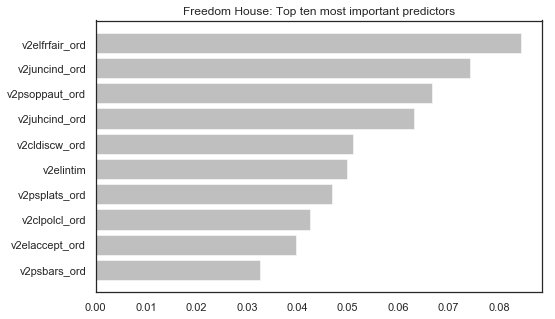 Freedom House: Top ten most important predictors
v2elfrfair_ord
v2juncind_ord
v2psoppaut_ord
v2juhcind_ord
v2cldiscw_ord
v2elintim
v2psplats_ord
v2clpolcl_ord
v2elaccept_ord
v2psbars_ord
0.00 0.01 0.02 0.03 0.04 0.05 0.06 0.07 0.08